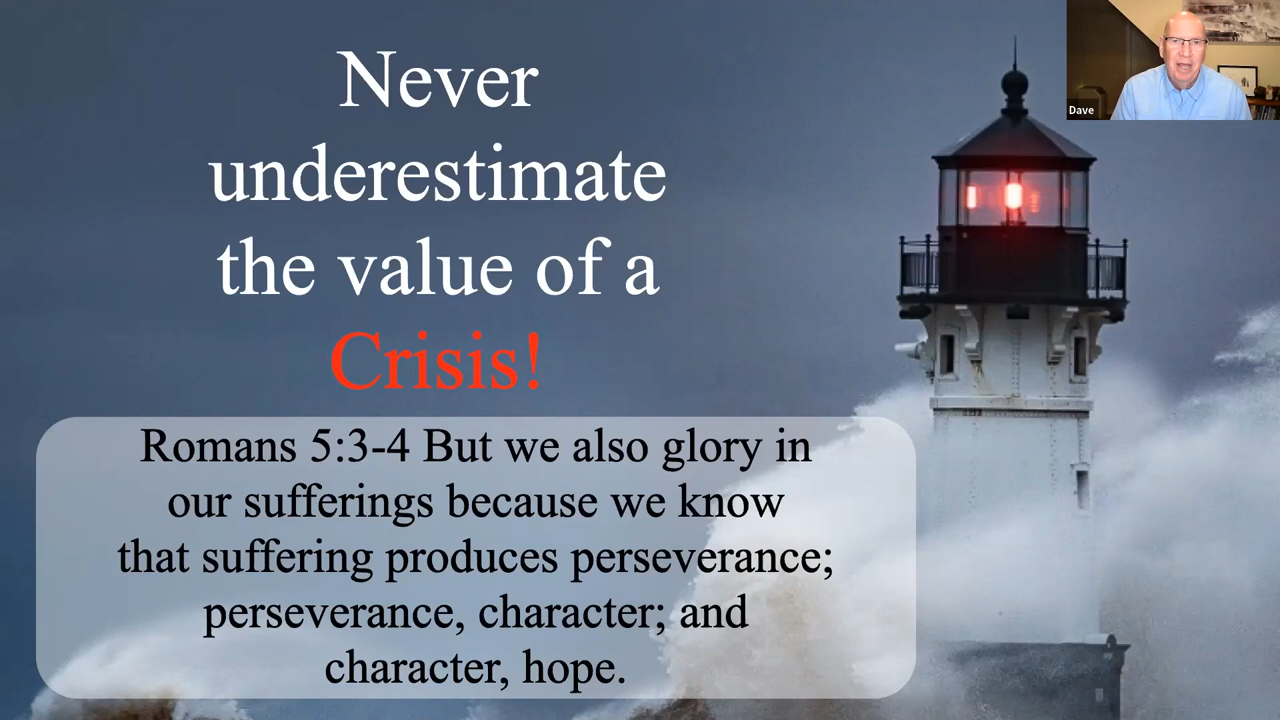 Never
underestimate
the value of a
Crisis!
Romans 5:3-4 But we also glory in
our sufferings because we know
that suffering produces perseverance;
perseverance, character; and
character, hope.
Dave